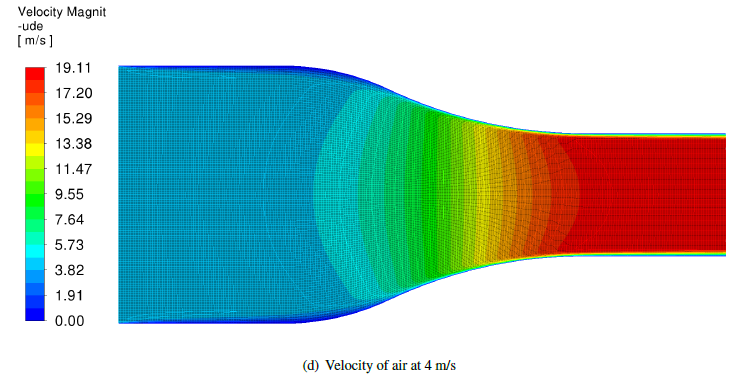 Velocity Magnit
-ude
[ m/s ]
19.11
17.20
15.29
13.38
11.47
9.55
7.64
5.73
3.82
1.91
0.00
(d) Velocity of air at 4 m/s